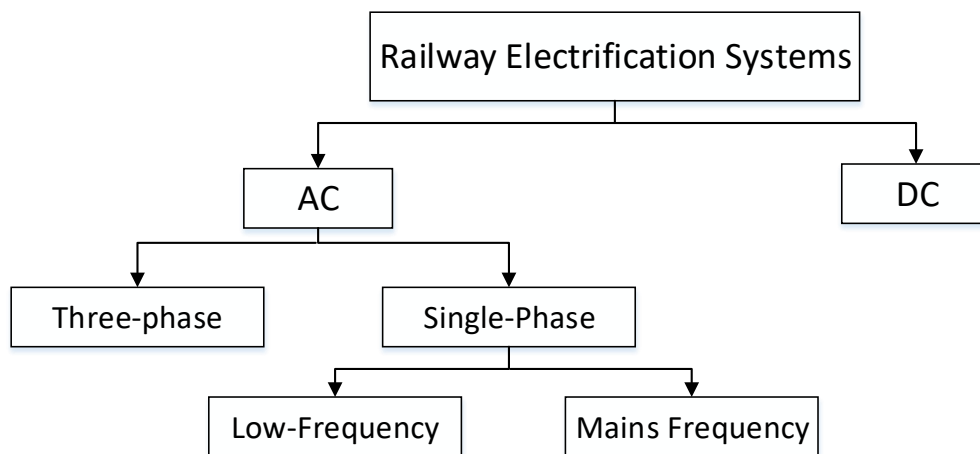 Railway Electrification Systems
AC
DC
Three-phase
Single-Phase
Low-Frequency
Mains Frequency